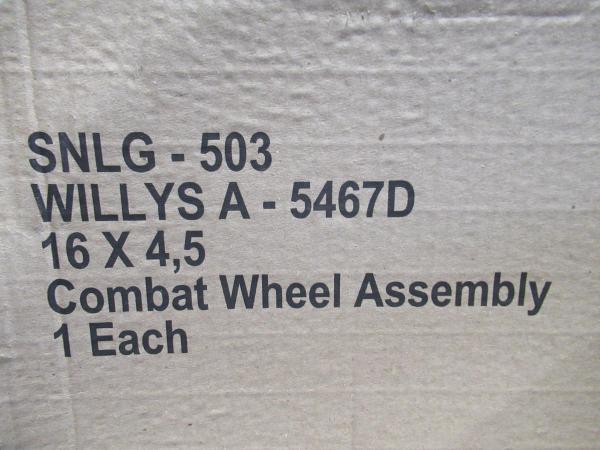 SNLG - 503
WILLYS A - 5467D
16 X 4,5
Combat Wheel Assembly
1 Each